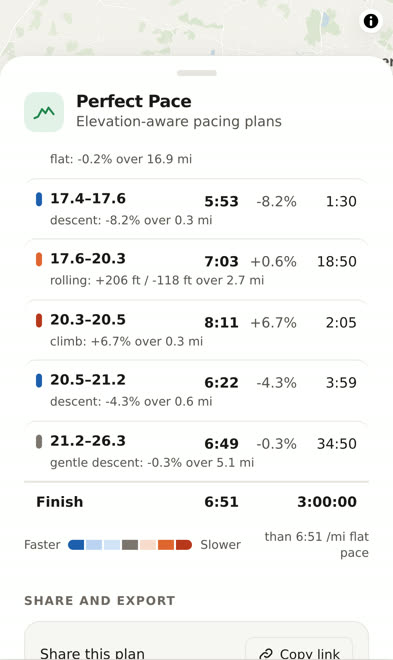 Perfect Pace
Elevation-aware pacing plans
flat: -0.2% over 16.9 mi
17.4–17.6 5:53 -8.2% 1:30
descent: -8.2% over 0.3 mi
17.6–20.3 7:03 +0.6% 18:50
rolling: +206 ft / -118 ft over 2.7 mi
20.3–20.5 8:11 +6.7% 2:05
climb: +6.7% over 0.3 mi
20.5–21.2 6:22 -4.3% 3:59
descent: -4.3% over 0.6 mi
21.2–26.3 6:49 -0.3% 34:50
gentle descent: -0.3% over 5.1 mi
Finish 6:51 3:00:00
Faster Slower than 6:51 /mi flat
pace
SHARE AND EXPORT
Share this plan Copy link